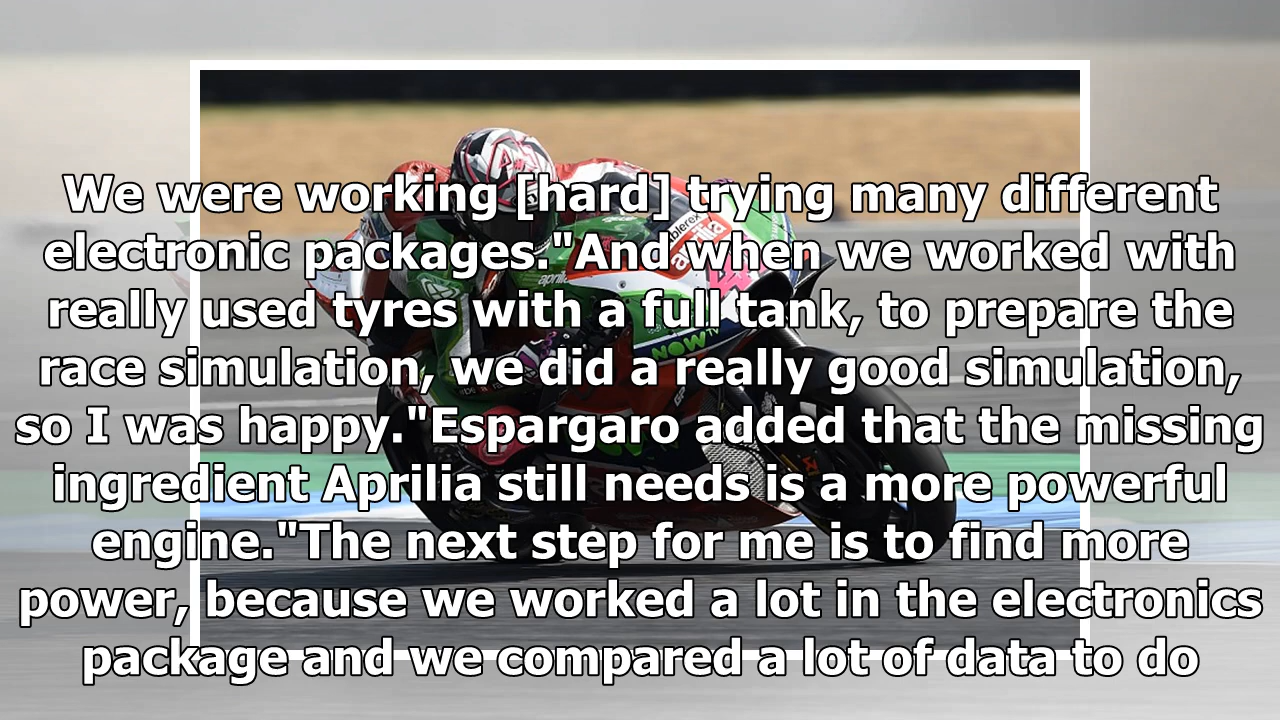 We were working [hard] trying many different
electronic packages."And when we worked with
really used tyres with a full tank, to prepare the
race simulation, we did a really good simulation,
so I was happy."Espargaro added that the missing
ingredient Aprilia still needs is a more powerful
engine."The next step for me is to find more
power, because we worked a lot in the electronics
package and we compared a lot of data to do
aprilia
NOW